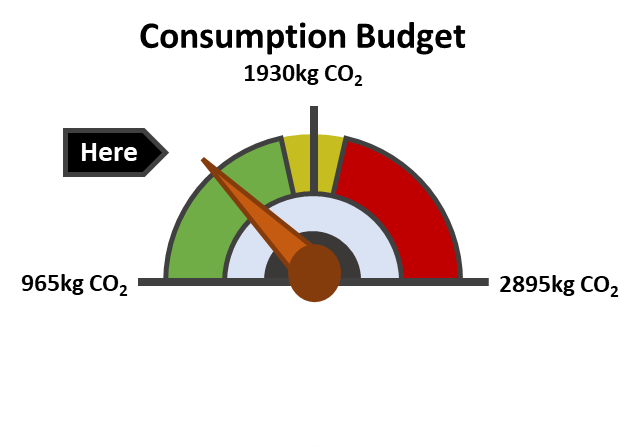 Consumption Budget
1930kg CO₂
Here
965kg CO₂
2895kg CO₂